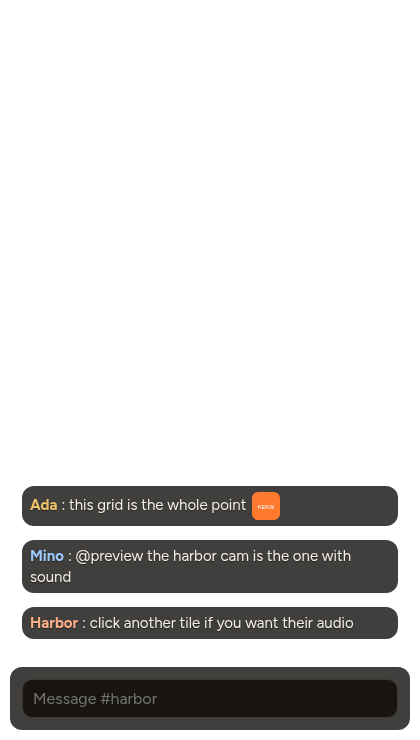 Ada : this grid is the whole point KEKW
Mino : @preview the harbor cam is the one with
sound
Harbor : click another tile if you want their audio
Message #harbor